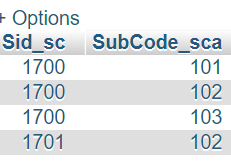 + Options
Sid_sc SubCode_sca
1700 101
1700 102
1700 103
1701 102